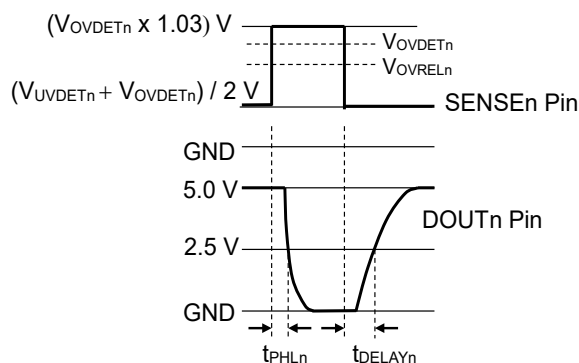 (VOVDETn x 1.03) V
VOVDETn
VOVRELn
(VUVDETn + VOVDETn) / 2 V
SENSEn Pin
GND
5.0 V
DOUTn Pin
2.5 V
GND
tPHLn
tDELAYn